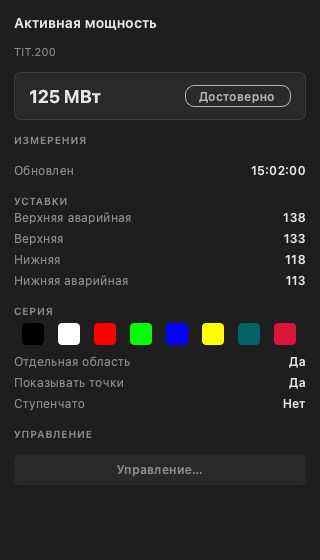 Активная мощность
TIT.200
125 МВт Достоверно
ИЗМЕРЕНИЯ
Обновлен 15:02:00
УСТАВКИ
Верхняя аварийная 138
Верхняя 133
Нижняя 118
Нижняя аварийная 113
СЕРИЯ
Отдельная область Да
Показывать точки Да
Ступенчато Нет
УПРАВЛЕНИЕ
Управление...